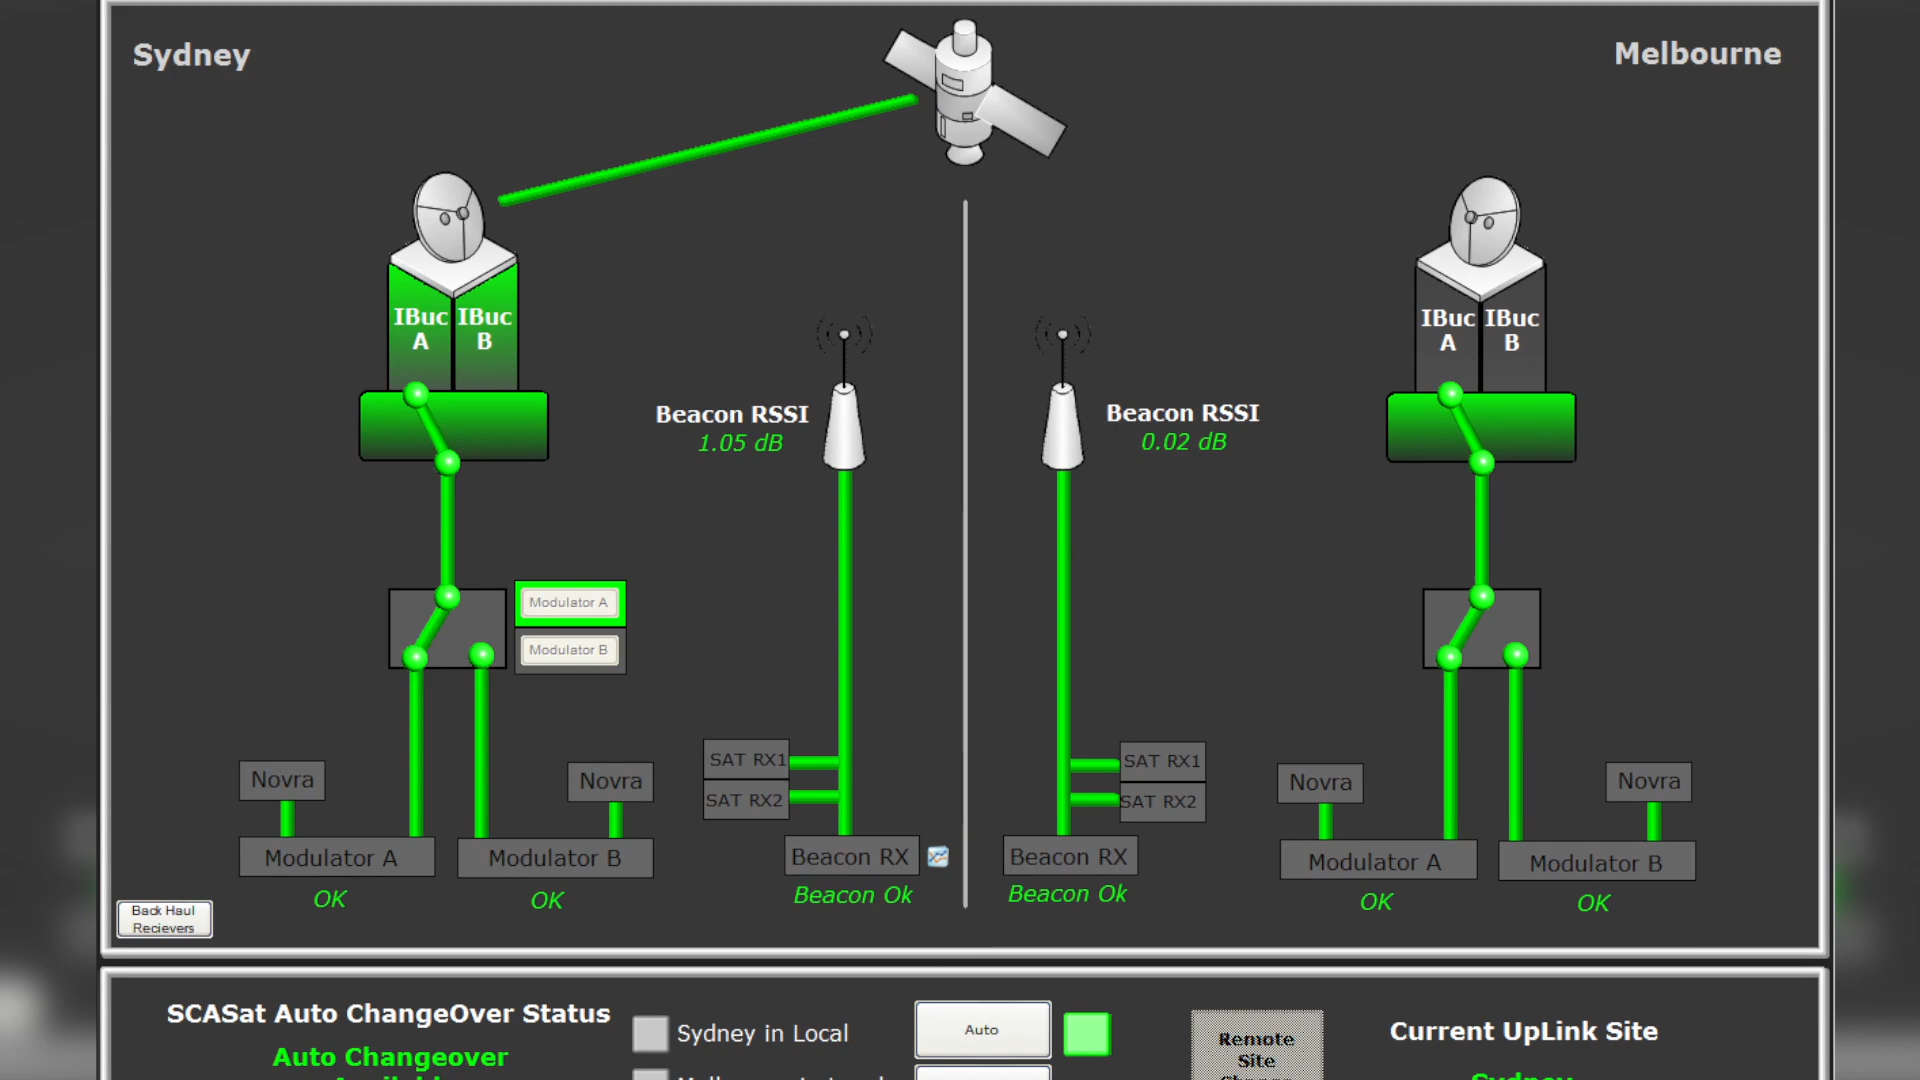 Sydney
Melbourne
IBuc
A
IBuc
B
IBuc
A
IBuc
B
Beacon RSSI
1.05 dB
Beacon RSSI
0.02 dB
Modulator A
Modulator B
Novra
Novra
SAT RX1
SAT RX2
SAT RX1
SAT RX2
Novra
Novra
Modulator A
Modulator B
Beacon RX
Beacon RX
Modulator A
Modulator B
OK
OK
Beacon Ok
Beacon Ok
OK
OK
Back Haul
Recievers
SCASat Auto ChangeOver Status
Auto Changeover
Sydney in Local
Auto
Remote
Site
Current UpLink Site
Sydney